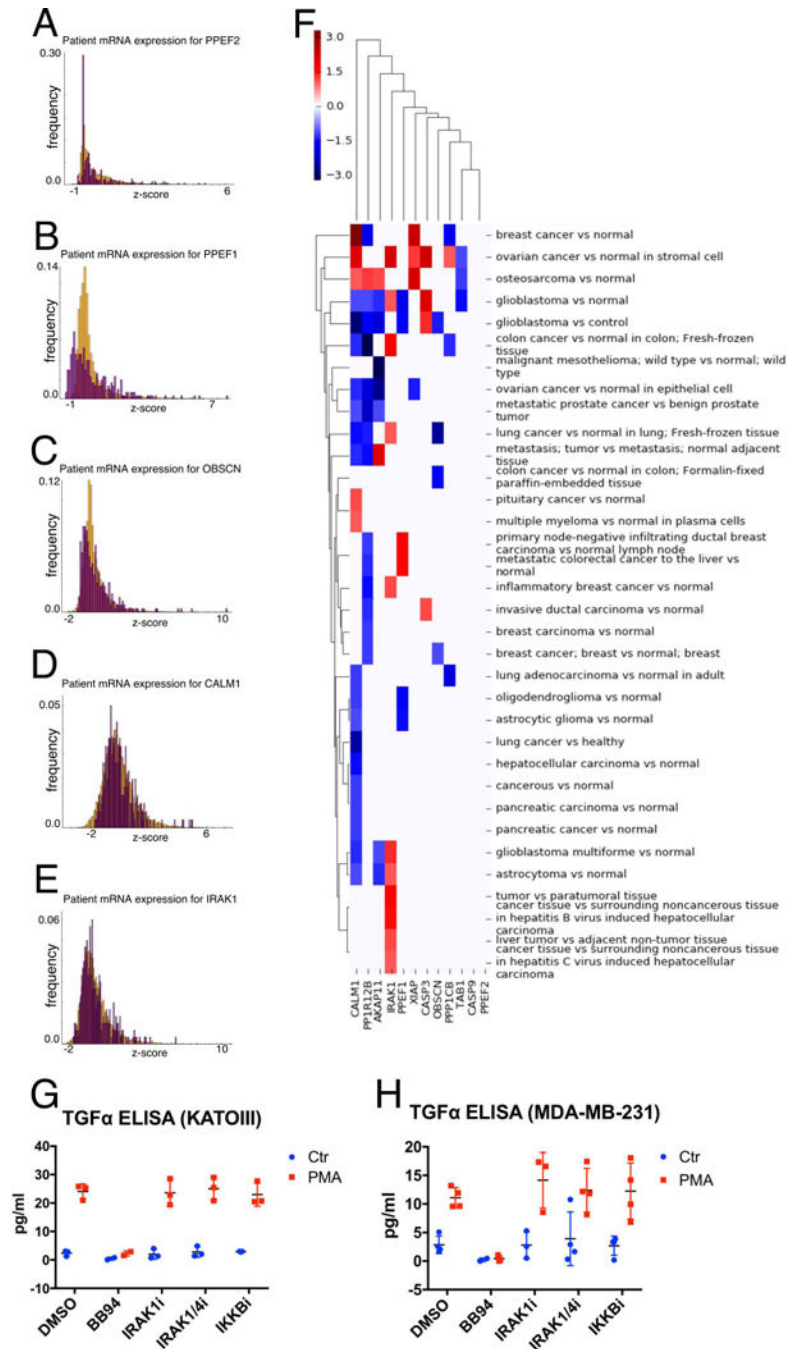 A
Patient mRNA expression for PPEF2
0.30
frequency
0.0
-1
z-score
6
B
Patient mRNA expression for PPEF1
0.14
frequency
0.0
-1
z-score
7
C
Patient mRNA expression for OBSCN
0.12
frequency
0.0
-2
z-score
10
D
Patient mRNA expression for CALM1
0.05
frequency
0.0
-2
z-score
6
E
Patient mRNA expression for IRAK1
0.06
frequency
0.0
-2
z-score
10
F
3.0
1.5
0.0
−1.5
−3.0
breast cancer vs normal
ovarian cancer vs normal in stromal cell
osteosarcoma vs normal
glioblastoma vs normal
glioblastoma vs control
colon cancer vs normal in colon; Fresh-frozen
tissue
malignant mesothelioma; wild type vs normal; wild
type
ovarian cancer vs normal in epithelial cell
metastatic prostate cancer vs benign prostate
tumor
lung cancer vs normal in lung; Fresh-frozen tissue
metastasis; tumor vs metastasis; normal adjacent
tissue
colon cancer vs normal in colon; Formalin-fixed
paraffin-embedded tissue
pituitary cancer vs normal
multiple myeloma vs normal in plasma cells
primary node-negative infiltrating ductal breast
carcinoma vs normal lymph node
metastatic colorectal cancer to the liver vs
normal
inflammatory breast cancer vs normal
invasive ductal carcinoma vs normal
breast carcinoma vs normal
breast cancer; breast vs normal; breast
lung adenocarcinoma vs normal in adult
oligodendroglioma vs normal
astrocytic glioma vs normal
lung cancer vs healthy
hepatocellular carcinoma vs normal
cancerous vs normal
pancreatic carcinoma vs normal
pancreatic cancer vs normal
glioblastoma multiforme vs normal
astrocytoma vs normal
tumor vs paratumoral tissue
cancer tissue vs surrounding noncancerous tissue
in hepatitis B virus induced hepatocellular
carcinoma
liver tumor vs adjacent non-tumor tissue
cancer tissue vs surrounding noncancerous tissue
in hepatitis C virus induced hepatocellular
carcinoma
CALM1
PP1R12B
AKAP11
IRAK1
PPEF1
XIAP
CASP3
OBSCN
PPP1CB
TAB1
CASP9
PPEF2
G
TGFα ELISA (KATOIII)
40
30
20
10
0
-10
pg/ml
Ctr
PMA
DMSO
BB94
IRAK1i
IRAK1/4i
IKKBi
H
TGFα ELISA (MDA-MB-231)
20
15
10
5
0
-5
pg/ml
Ctr
PMA
DMSO
BB94
IRAK1i
IRAK1/4i
IKKBi